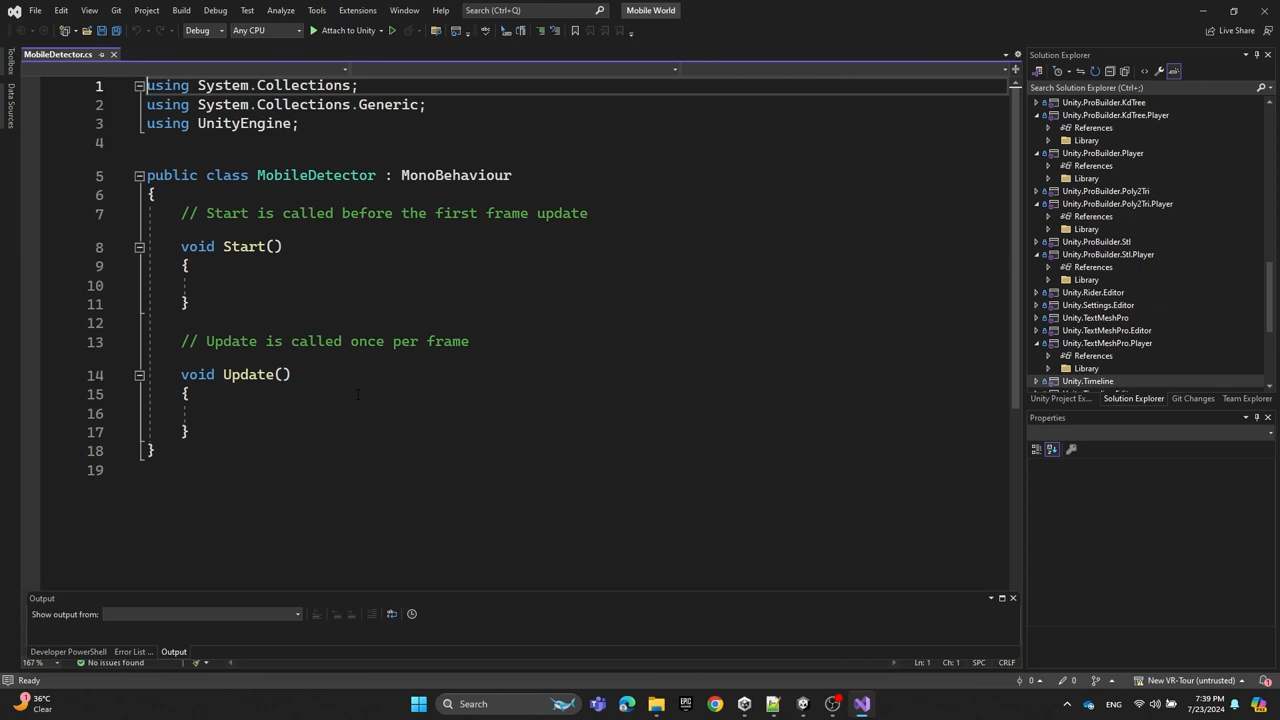 File Edit View Git Project Build Debug Test Analyze Tools Extensions Window Help Search (Ctrl+Q) Mobile World
Debug Any CPU Attach to Unity Live Share
MobileDetector.cs
Toolbox
Data Sources
1 using System.Collections;
2 using System.Collections.Generic;
3 using UnityEngine;
4
5 public class MobileDetector : MonoBehaviour
6 {
7 // Start is called before the first frame update
8 void Start()
9 {
10
11 }
12
13 // Update is called once per frame
14 void Update()
15 {
16
17 }
18 }
19
Solution Explorer
Search Solution Explorer (Ctrl+;)
Unity.ProBuilder.KdTree
Unity.ProBuilder.KdTree.Player
References
Library
Unity.ProBuilder.Player
References
Library
Unity.ProBuilder.Poly2Tri
Unity.ProBuilder.Poly2Tri.Player
References
Library
Unity.ProBuilder.Stl
Unity.ProBuilder.Stl.Player
References
Library
Unity.Rider.Editor
Unity.Settings.Editor
Unity.TextMeshPro
Unity.TextMeshPro.Editor
Unity.TextMeshPro.Player
References
Library
Unity.Timeline
Unity Project Ex... Solution Explorer Git Changes Team Explorer
Properties
Output
Show output from:
Developer PowerShell Error List ... Output
167 % No issues found Ln: 1 Ch: 1 SPC CRLF
Ready 0 0 New VR-Tour (untrusted)
36°C
Clear
Search
EPIC
ENG
7:39 PM
7/23/2024